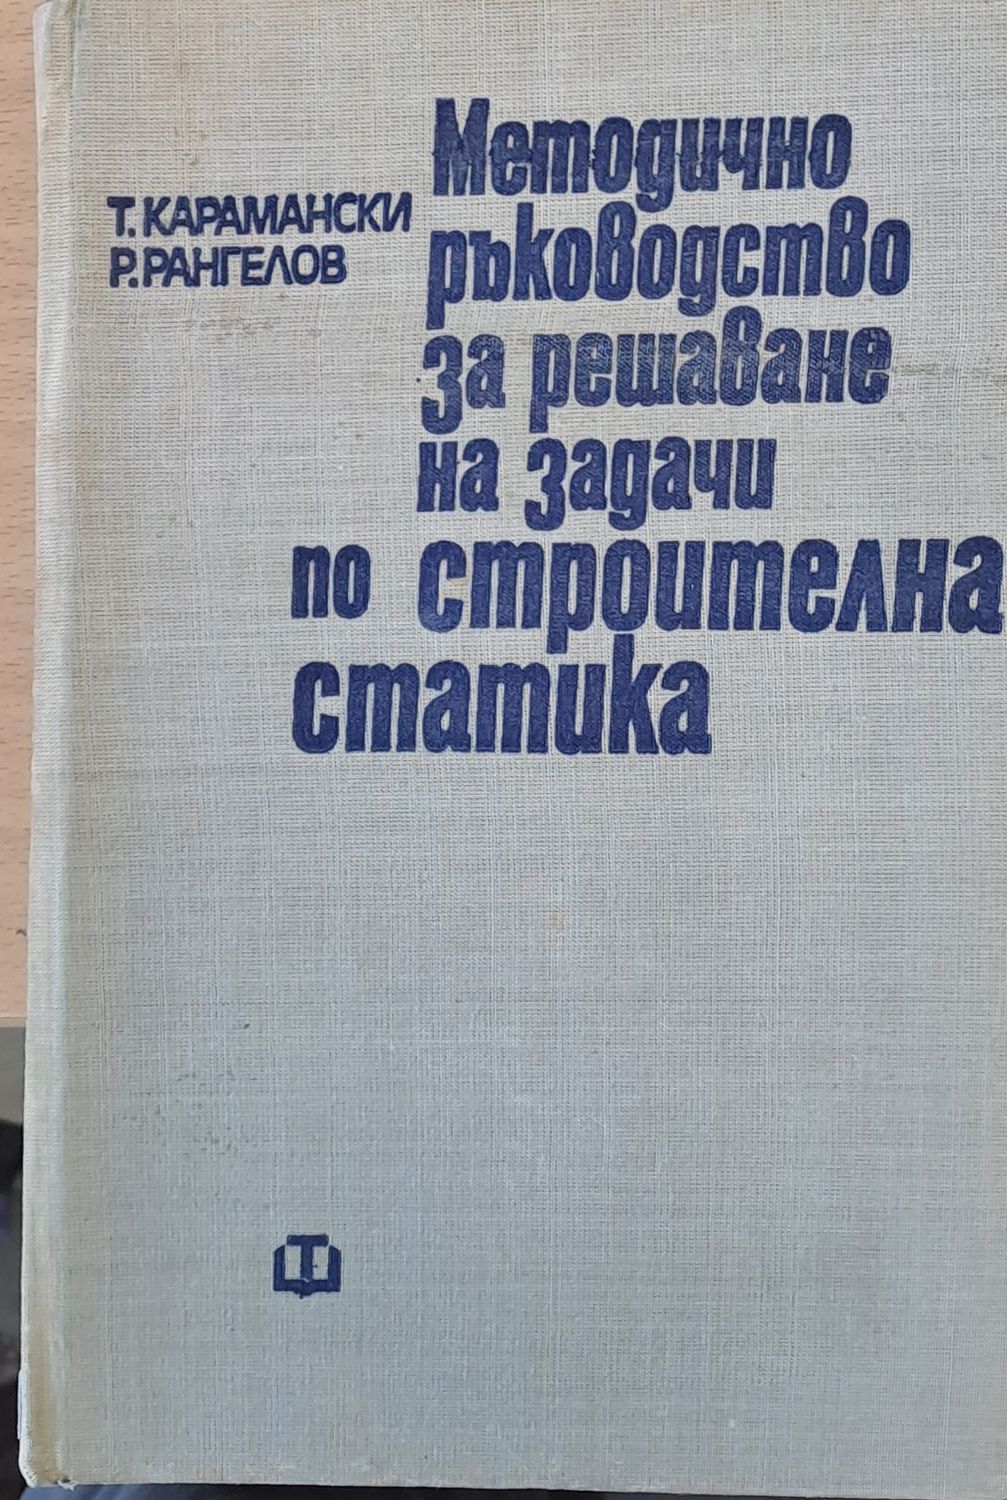 Т. КАРАМАНСКИ
Р. РАНГЕЛОВ
Методично
ръководство
за решаване
на задачи
по строителна
статика
Т